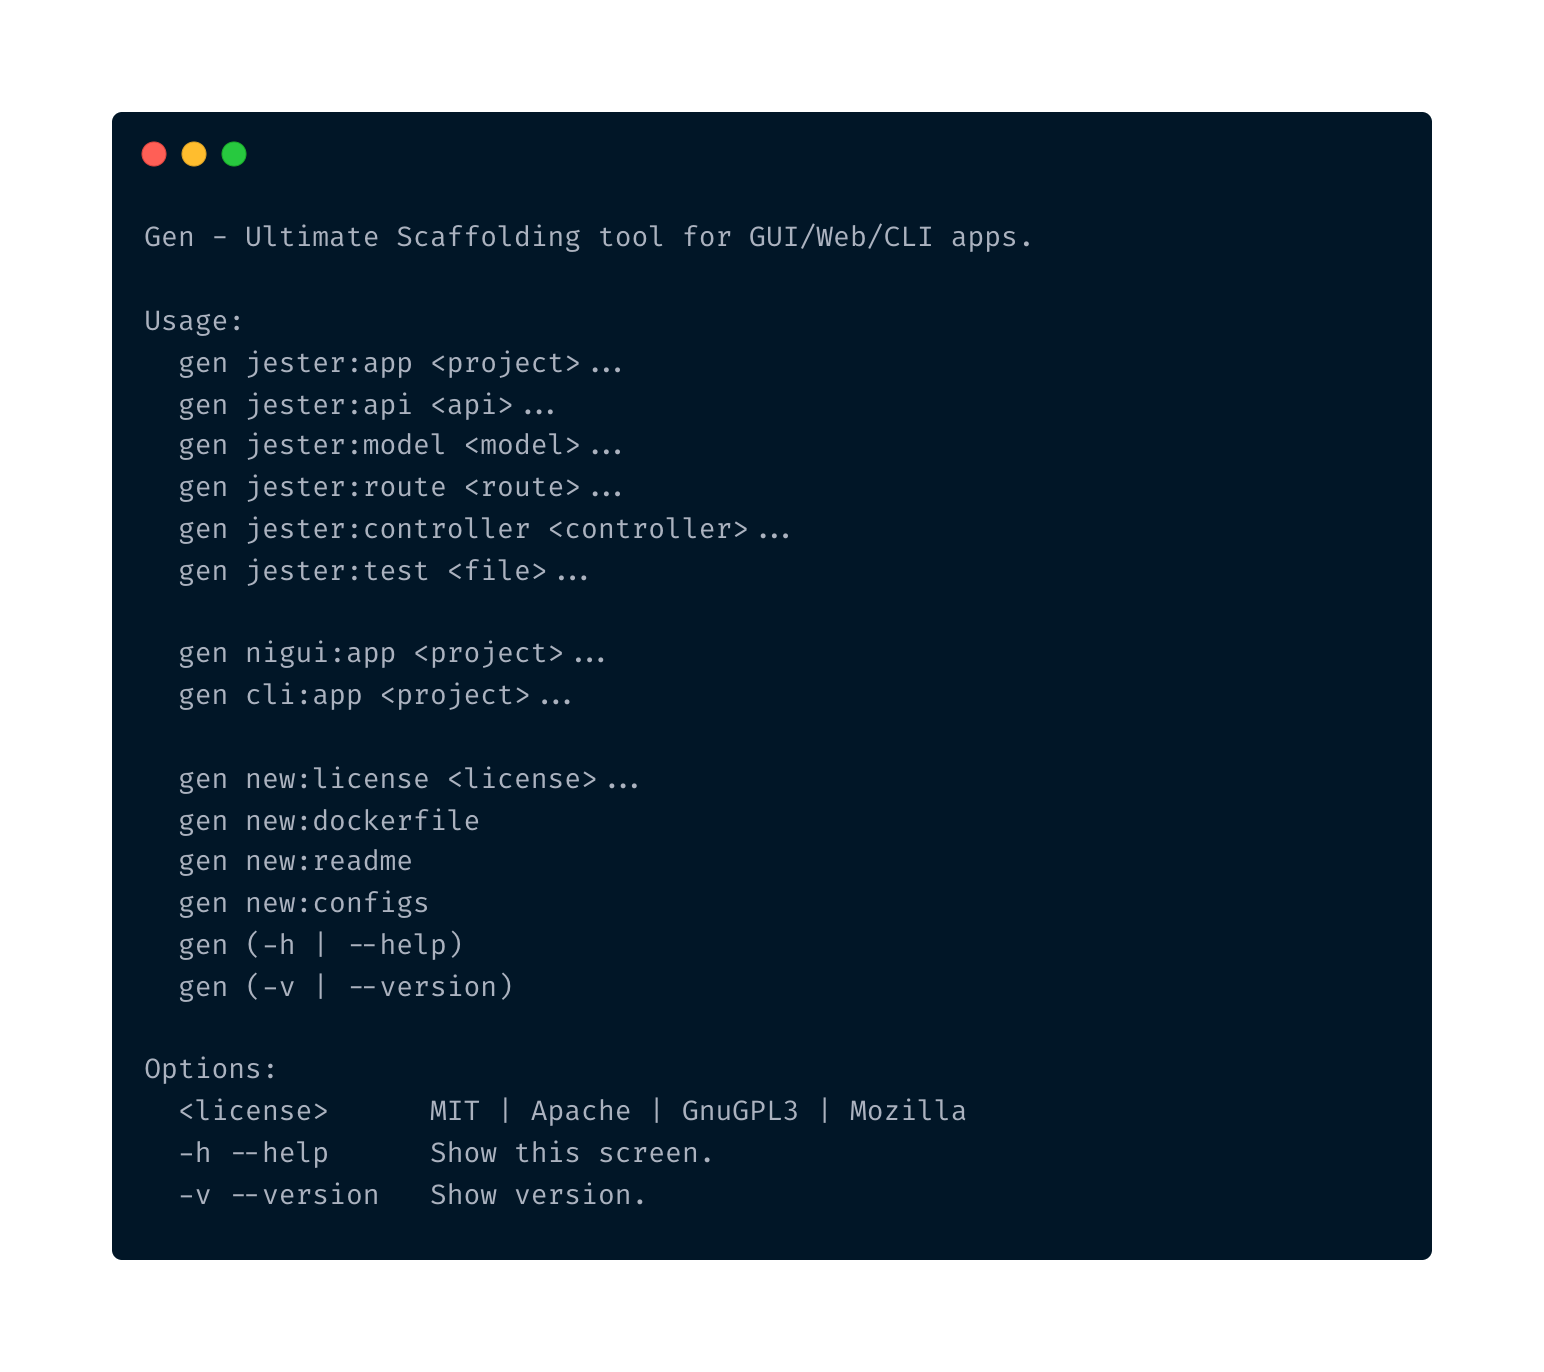 Gen - Ultimate Scaffolding tool for GUI/Web/CLI apps.
Usage:
gen jester:app <project>...
gen jester:api <api>...
gen jester:model <model>...
gen jester:route <route>...
gen jester:controller <controller>...
gen jester:test <file>...
gen nigui:app <project>...
gen cli:app <project>...
gen new:license <license>...
gen new:dockerfile
gen new:readme
gen new:configs
gen (-h | --help)
gen (-v | --version)
Options:
<license>      MIT | Apache | GnuGPL3 | Mozilla
-h --help      Show this screen.
-v --version   Show version.